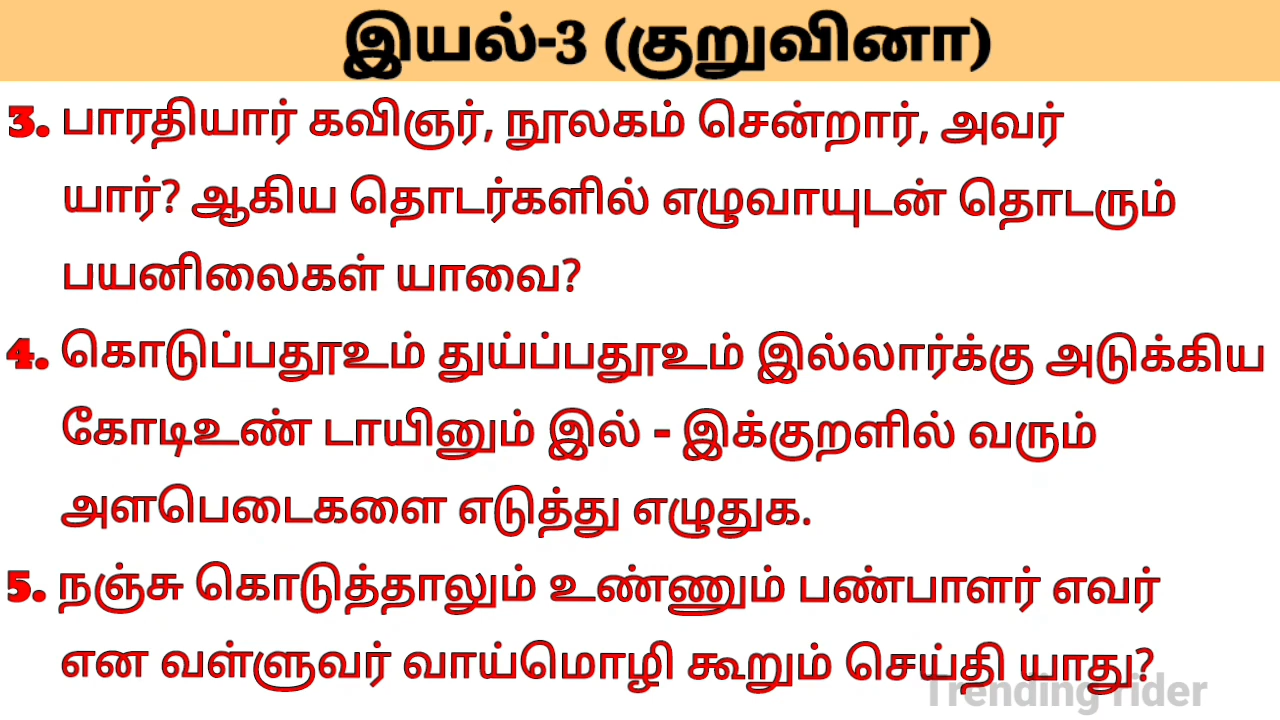 இயல்-3 (குறுவினா)
3. பாரதியார் கவிஞர், நூலகம் சென்றார், அவர்
யார்? ஆகிய தொடர்களில் எழுவாயுடன் தொடரும்
பயனிலைகள் யாவை?
4. கொடுப்பதூஉம் துய்ப்பதூஉம் இல்லார்க்கு அடுக்கிய
கோடிஉண் டாயினும் இல் - இக்குறளில் வரும்
அளபெடைகளை எடுத்து எழுதுக.
5. நஞ்சு கொடுத்தாலும் உண்ணும் பண்பாளர் எவர்
என வள்ளுவர் வாய்மொழி கூறும் செய்தி யாது?
Trending rider